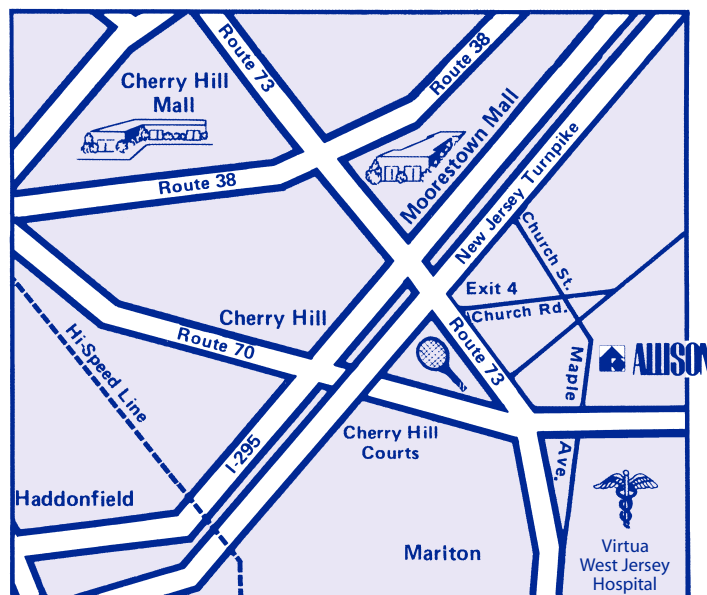 Route 73
Route 38
Cherry Hill
Mall
Moorestown Mall
Route 38
New Jersey Turnpike
Church St.
Exit 4
Church Rd.
Cherry Hill
Route 70
Route 73
Hi-Speed Line
Maple
Ave.
ALLISON
Cherry Hill
Courts
I-295
Haddonfield
Mariton
Virtua
West Jersey
Hospital